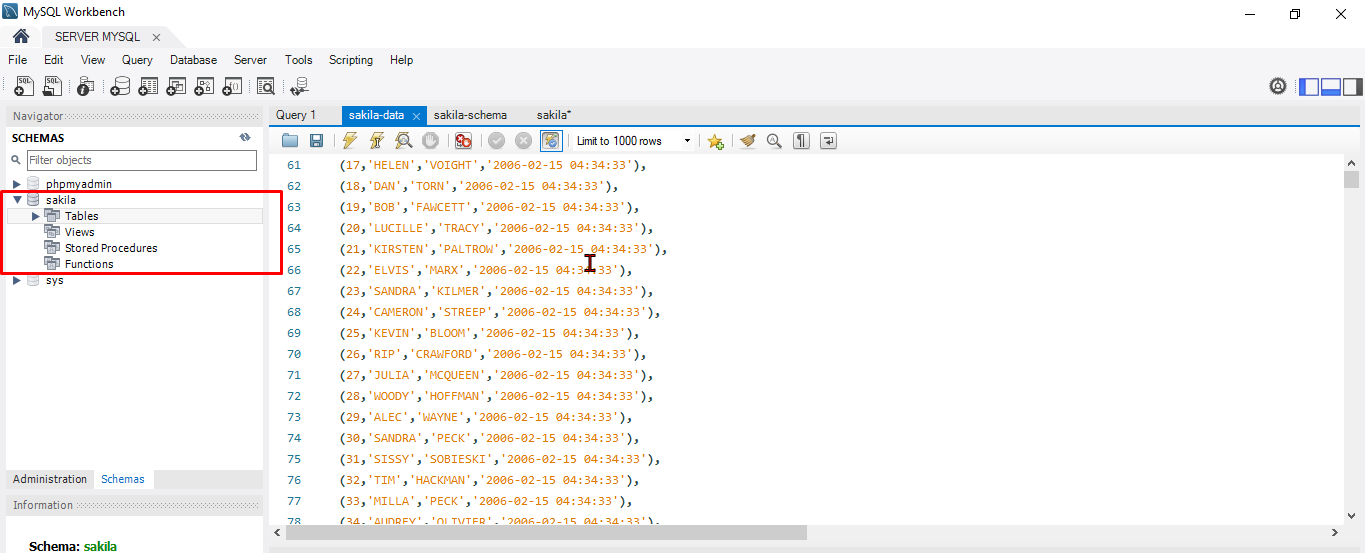 MySQL Workbench
SERVER MYSQL
File Edit View Query Database Server Tools Scripting Help
Navigator
SCHEMAS
Filter objects
phpmyadmin
sakila
Tables
Views
Stored Procedures
Functions
sys
Administration Schemas
Information
Schema: sakila
Query 1 sakila-data sakila-schema sakila*
Limit to 1000 rows
61 (17,'HELEN','VOIGHT','2006-02-15 04:34:33'),
62 (18,'DAN','TORN','2006-02-15 04:34:33'),
63 (19,'BOB','FAWCETT','2006-02-15 04:34:33'),
64 (20,'LUCILLE','TRACY','2006-02-15 04:34:33'),
65 (21,'KIRSTEN','PALTROW','2006-02-15 04:34:33'),
66 (22,'ELVIS','MARX','2006-02-15 04:34:33'),
67 (23,'SANDRA','KILMER','2006-02-15 04:34:33'),
68 (24,'CAMERON','STREEP','2006-02-15 04:34:33'),
69 (25,'KEVIN','BLOOM','2006-02-15 04:34:33'),
70 (26,'RIP','CRAWFORD','2006-02-15 04:34:33'),
71 (27,'JULIA','MCQUEEN','2006-02-15 04:34:33'),
72 (28,'WOODY','HOFFMAN','2006-02-15 04:34:33'),
73 (29,'ALEC','WAYNE','2006-02-15 04:34:33'),
74 (30,'SANDRA','PECK','2006-02-15 04:34:33'),
75 (31,'SISSY','SOBIESKI','2006-02-15 04:34:33'),
76 (32,'TIM','HACKMAN','2006-02-15 04:34:33'),
77 (33,'MILLA','PECK','2006-02-15 04:34:33'),
78 (34,'AUDREY','OLIVIER','2006-02-15 04:34:33'),